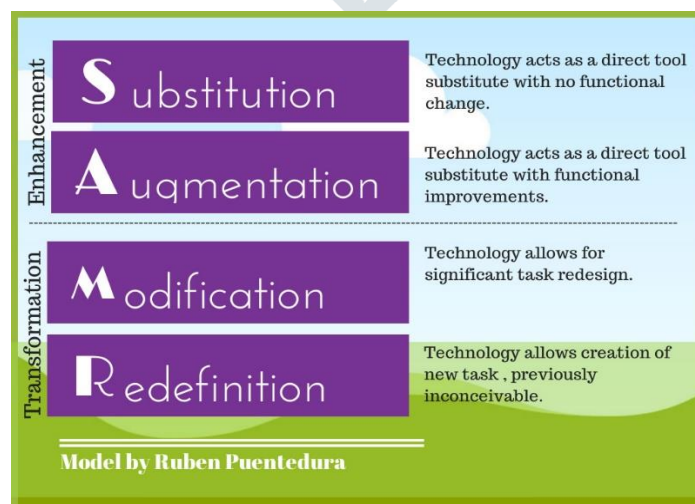 Enhancement
Substitution
Technology acts as a direct tool
substitute with no functional
change.
Augmentation
Technology acts as a direct tool
substitute with functional
improvements.
Transformation
Modification
Technology allows for
significant task redesign.
Redefinition
Technology allows creation of
new task , previously
inconceivable.
Model by Ruben Puentedura